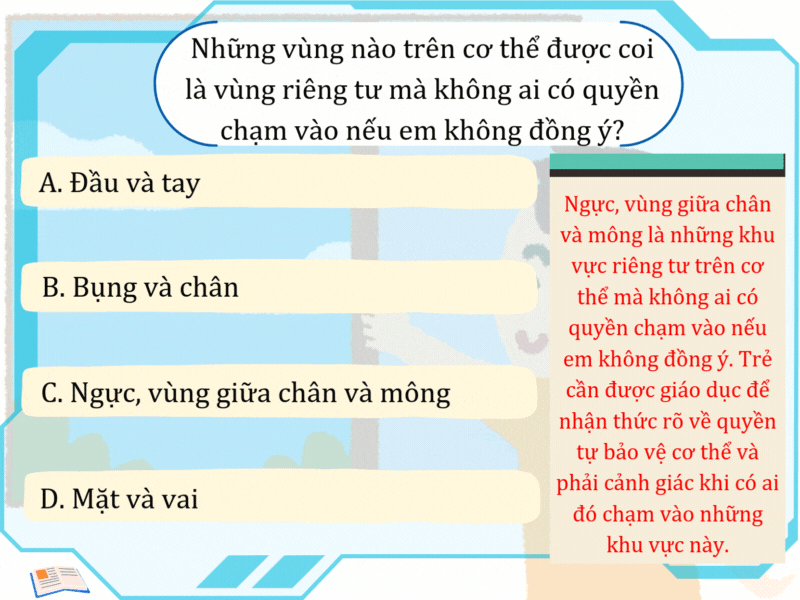 Những vùng nào trên cơ thể được coi
là vùng riêng tư mà không ai có quyền
chạm vào nếu em không đồng ý?
A. Đầu và tay
B. Bụng và chân
C. Ngực, vùng giữa chân và mông
D. Mặt và vai
Ngực, vùng giữa chân
và mông là những khu
vực riêng tư trên cơ
thể mà không ai có
quyền chạm vào nếu
em không đồng ý. Trẻ
cần được giáo dục để
nhận thức rõ về quyền
tự bảo vệ cơ thể và
phải cảnh giác khi có ai
đó chạm vào những
khu vực này.